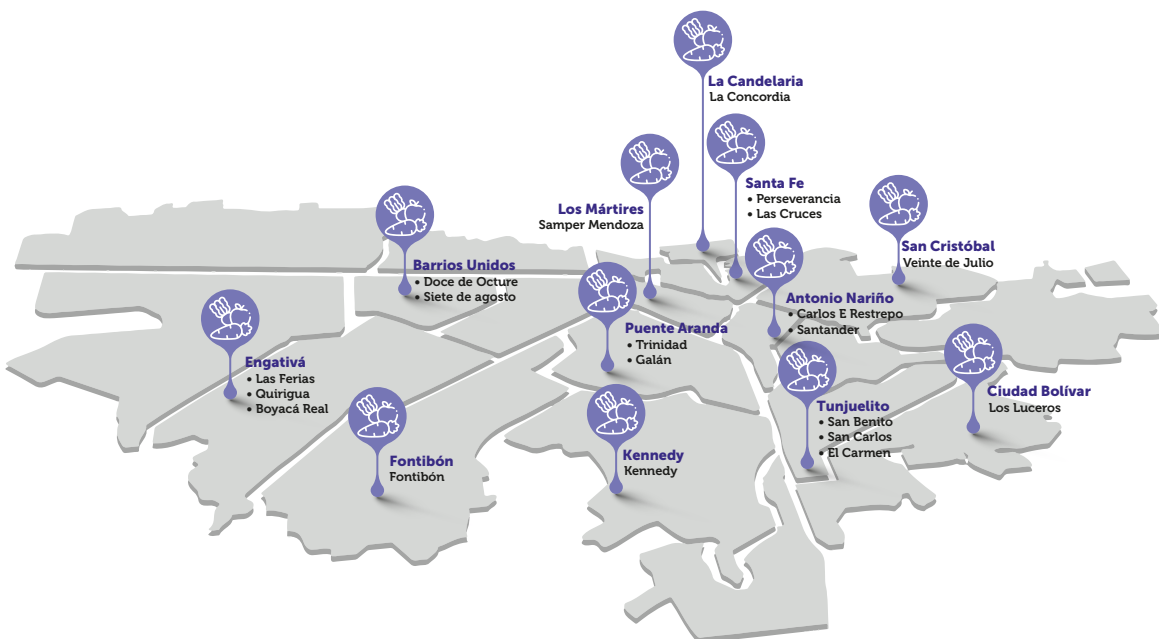 La Candelaria
La Concordia
Santa Fe
• Perseverancia
• Las Cruces
Los Mártires
Samper Mendoza
San Cristóbal
Veinte de Julio
Barrios Unidos
• Doce de Octure
• Siete de agosto
Antonio Nariño
• Carlos E Restrepo
• Santander
Puente Aranda
• Trinidad
• Galán
Engativá
• Las Ferias
• Quirigua
• Boyacá Real
Ciudad Bolívar
Los Luceros
Tunjuelito
• San Benito
• San Carlos
• El Carmen
Fontibón
Fontibón
Kennedy
Kennedy